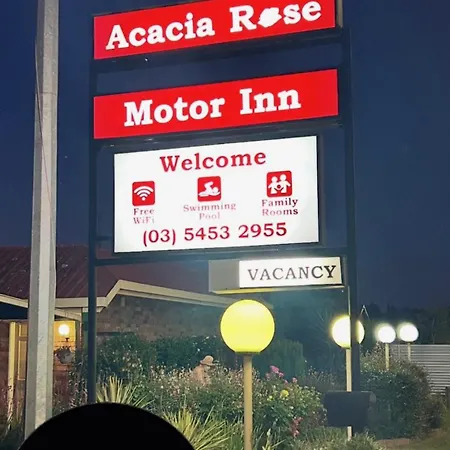 Acacia Rose
Motor Inn
Welcome
Free
WiFi
Swimming
Pool
Family
Rooms
(03) 5453 2955
VACANCY